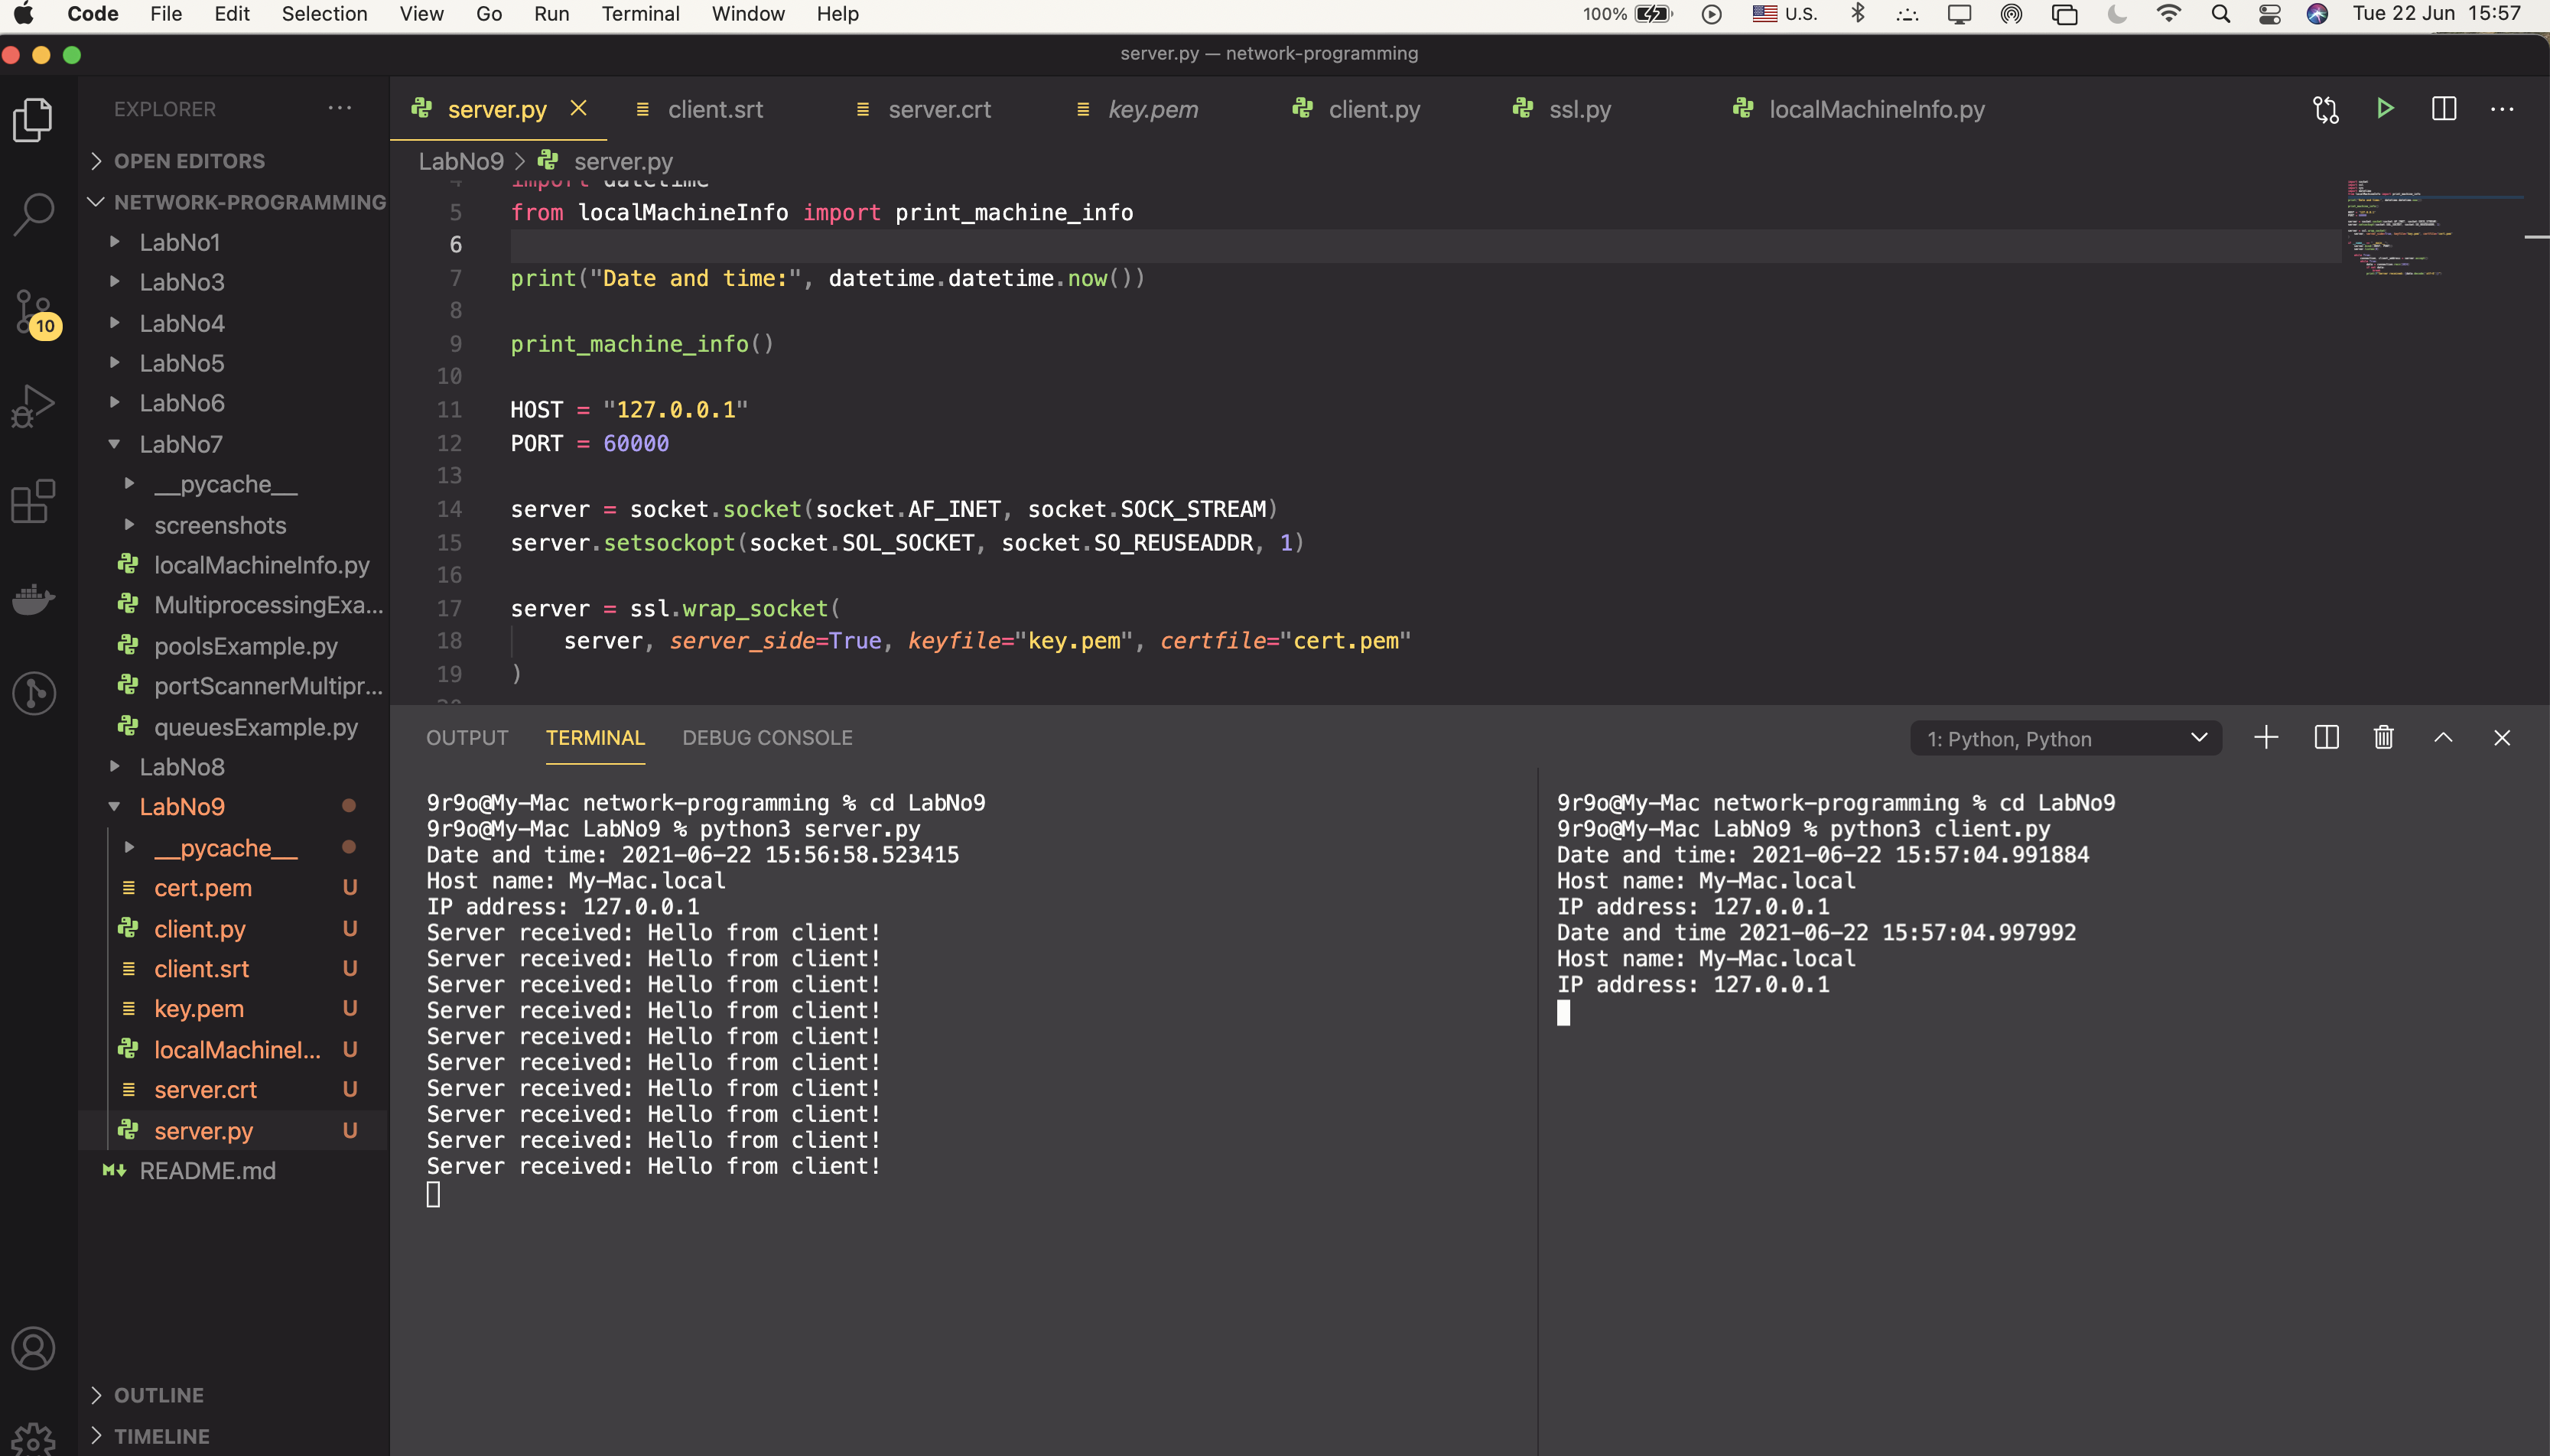 Code File Edit Selection View Go Run Terminal Window Help 100% U.S. Tue 22 Jun 15:57
server.py — network-programming
EXPLORER
server.py client.srt server.crt key.pem client.py ssl.py localMachineInfo.py
OPEN EDITORS
NETWORK-PROGRAMMING
LabNo1
LabNo3
LabNo4
LabNo5
LabNo6
LabNo7
__pycache__
screenshots
localMachineInfo.py
MultiprocessingExa...
poolsExample.py
portScannerMultipr...
queuesExample.py
LabNo8
LabNo9
__pycache__
cert.pem U
client.py U
client.srt U
key.pem U
localMachineI... U
server.crt U
server.py U
README.md
OUTLINE
TIMELINE
10
LabNo9 > server.py
4 import datetime
5 from localMachineInfo import print_machine_info
6
7 print("Date and time:", datetime.datetime.now())
8
9 print_machine_info()
10
11 HOST = "127.0.0.1"
12 PORT = 60000
13
14 server = socket.socket(socket.AF_INET, socket.SOCK_STREAM)
15 server.setsockopt(socket.SOL_SOCKET, socket.SO_REUSEADDR, 1)
16
17 server = ssl.wrap_socket(
18 server, server_side=True, keyfile="key.pem", certfile="cert.pem"
19 )
20
OUTPUT TERMINAL DEBUG CONSOLE 1: Python, Python
9r9o@My-Mac network-programming % cd LabNo9
9r9o@My-Mac LabNo9 % python3 server.py
Date and time: 2021-06-22 15:56:58.523415
Host name: My-Mac.local
IP address: 127.0.0.1
Server received: Hello from client!
Server received: Hello from client!
Server received: Hello from client!
Server received: Hello from client!
Server received: Hello from client!
Server received: Hello from client!
Server received: Hello from client!
Server received: Hello from client!
Server received: Hello from client!
Server received: Hello from client!
9r9o@My-Mac network-programming % cd LabNo9
9r9o@My-Mac LabNo9 % python3 client.py
Date and time: 2021-06-22 15:57:04.991884
Host name: My-Mac.local
IP address: 127.0.0.1
Date and time 2021-06-22 15:57:04.997992
Host name: My-Mac.local
IP address: 127.0.0.1